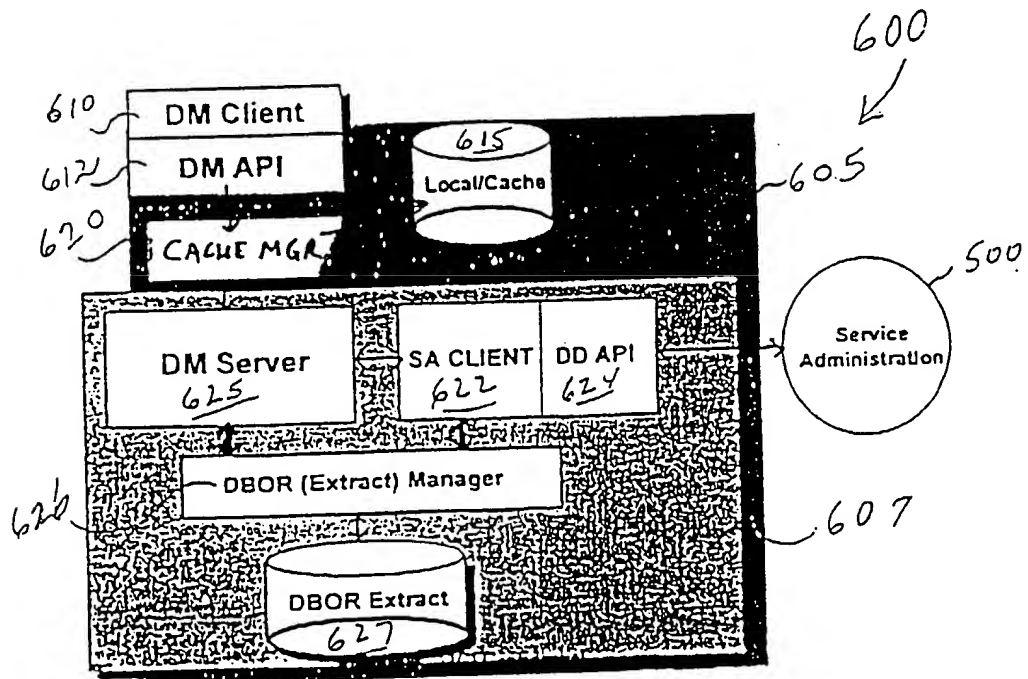 600
610
DM Client
612
DM API
615
Local/Cache
605
620
CACHE MGR
500
Service
Administration
DM Server
625
SA CLIENT
622
DD API
624
DBOR (Extract) Manager
626
607
DBOR Extract
627